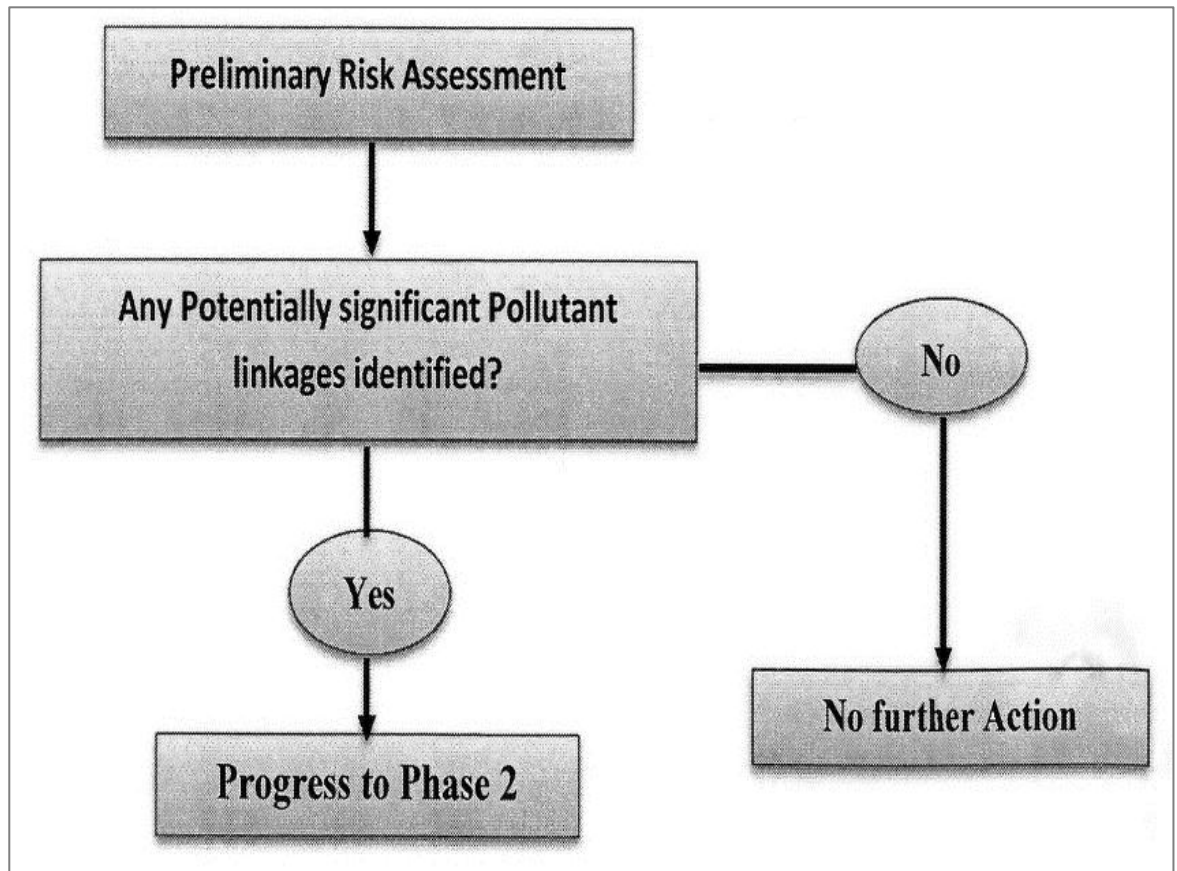 Preliminary Risk Assessment
Any Potentially significant Pollutant
linkages identified?
No
Yes
No further Action
Progress to Phase 2